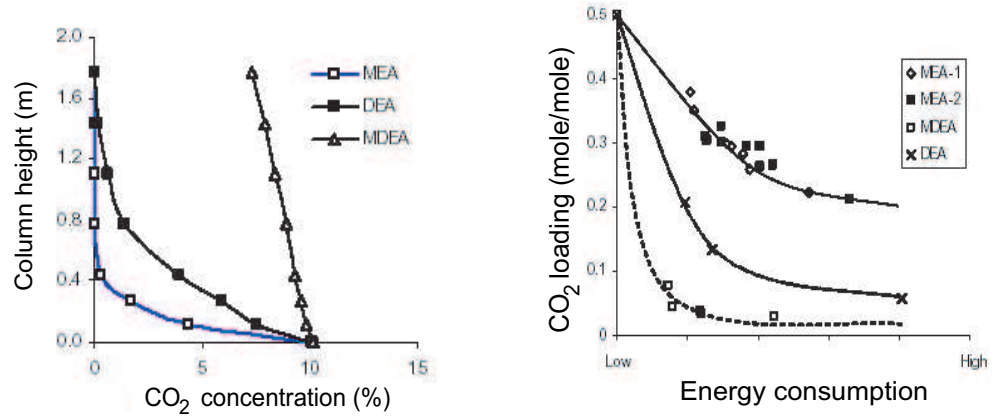 2.0
1.6
1.2
0.8
0.4
0.0
0
5
10
15
Column height (m)
CO2 concentration (%)
MEA
DEA
MDEA
0.5
0.4
0.3
0.2
0.1
0
Low
High
CO2 loading (mole/mole)
Energy consumption
MEA-1
MEA-2
MDEA
DEA